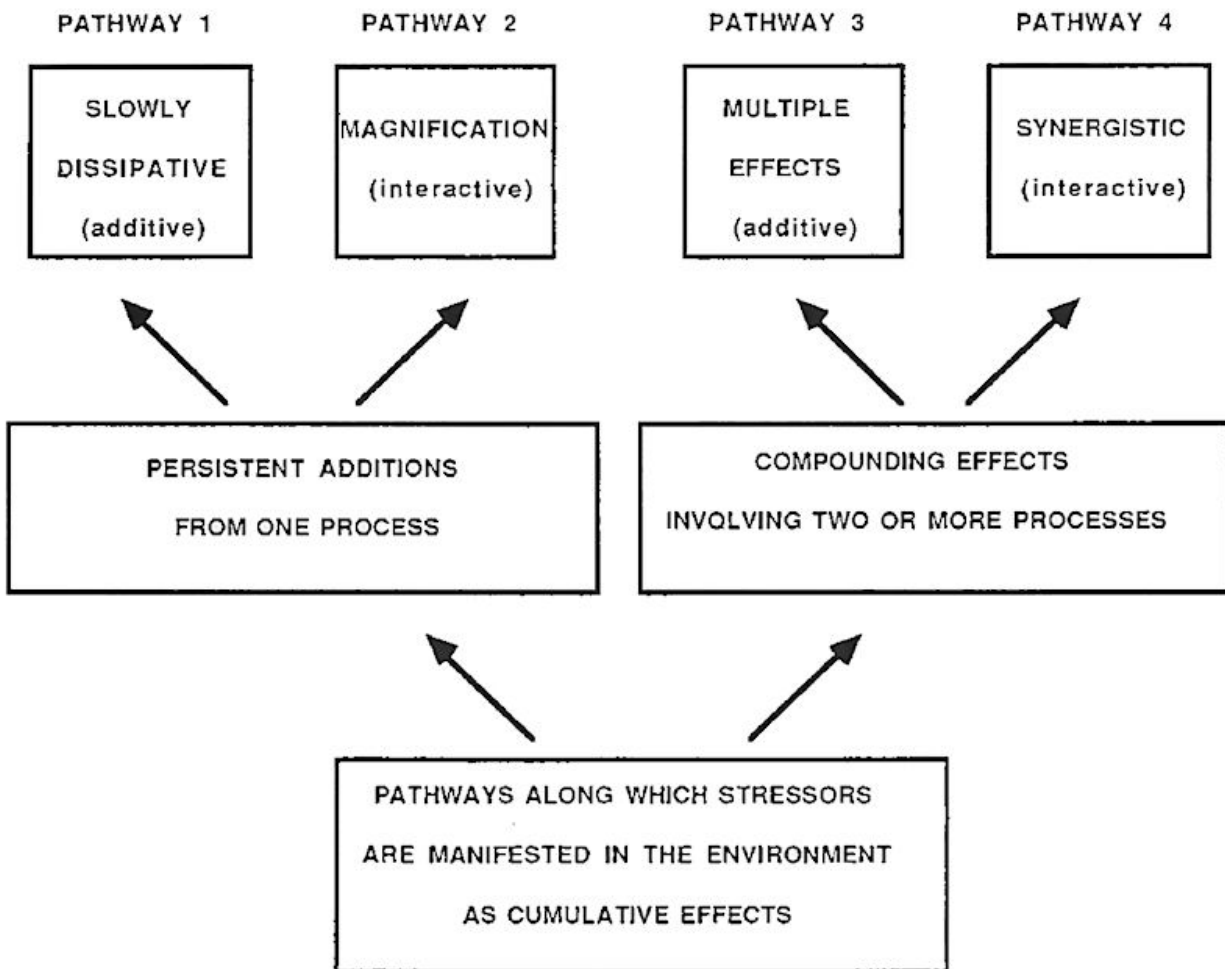 PATHWAY 1
PATHWAY 2
PATHWAY 3
PATHWAY 4
SLOWLY
DISSIPATIVE
(additive)
MAGNIFICATION
(interactive)
MULTIPLE
EFFECTS
(additive)
SYNERGISTIC
(interactive)
PERSISTENT ADDITIONS
FROM ONE PROCESS
COMPOUNDING EFFECTS
INVOLVING TWO OR MORE PROCESSES
PATHWAYS ALONG WHICH STRESSORS
ARE MANIFESTED IN THE ENVIRONMENT
AS CUMULATIVE EFFECTS